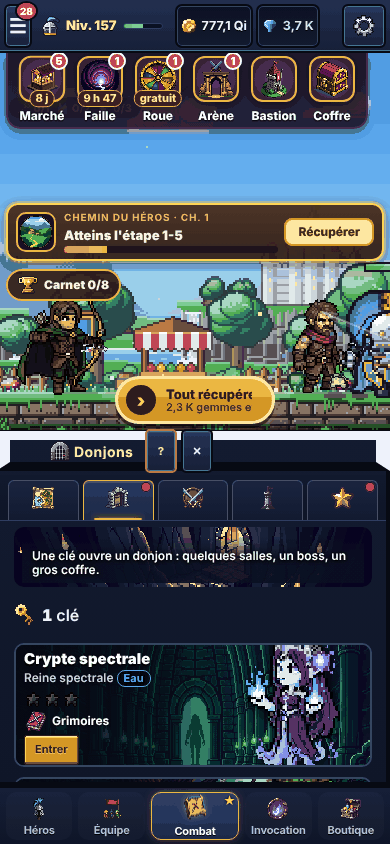 28
Niv. 157
777,1 Qi
3,7 K
5
1
1
1
8 j
9 h 47
gratuit
Marché
Faille
Roue
Arène
Bastion
Coffre
CHEMIN DU HÉROS · CH. 1
Atteins l'étape 1-5
Récupérer
Carnet 0/8
Tout récupére
2,3 K gemmes e
Donjons
?
×
Une clé ouvre un donjon : quelques salles, un boss, un
gros coffre.
1 clé
Crypte spectrale
Reine spectrale
Eau
Grimoires
Entrer
Héros
Équipe
Combat
Invocation
Boutique